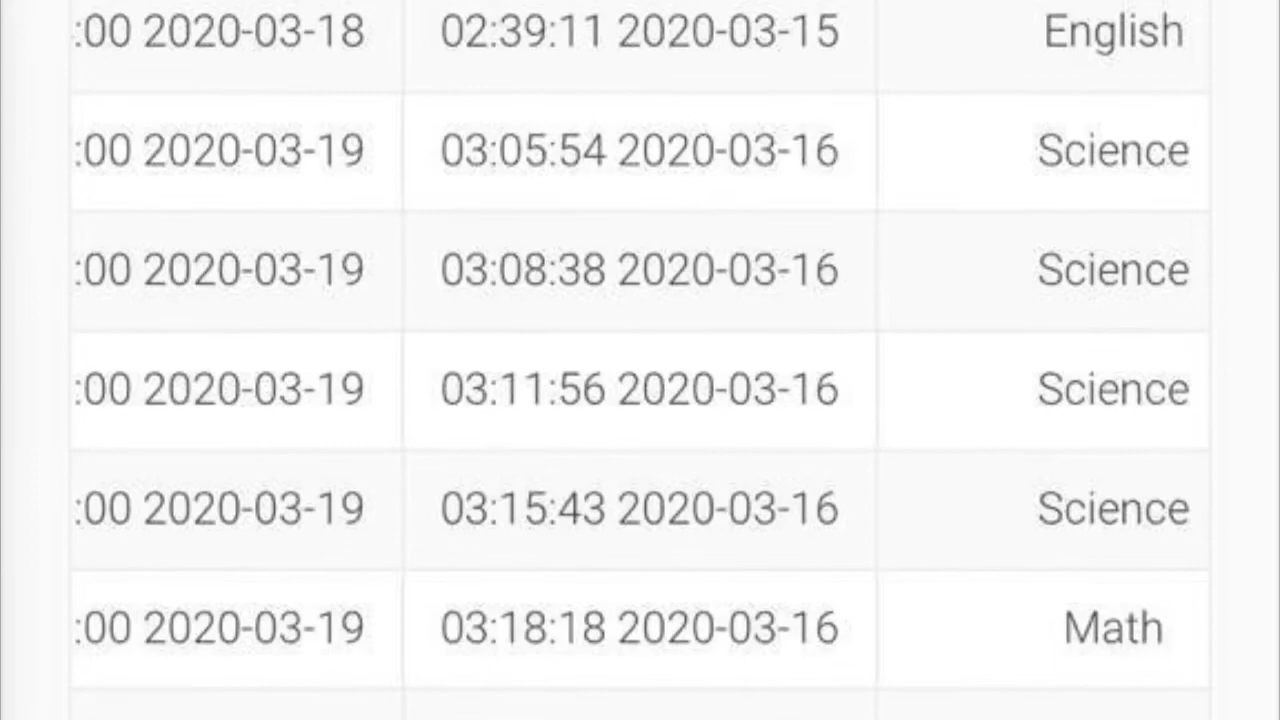 :00 2020-03-18 02:39:11 2020-03-15 English
:00 2020-03-19 03:05:54 2020-03-16 Science
:00 2020-03-19 03:08:38 2020-03-16 Science
:00 2020-03-19 03:11:56 2020-03-16 Science
:00 2020-03-19 03:15:43 2020-03-16 Science
:00 2020-03-19 03:18:18 2020-03-16 Math